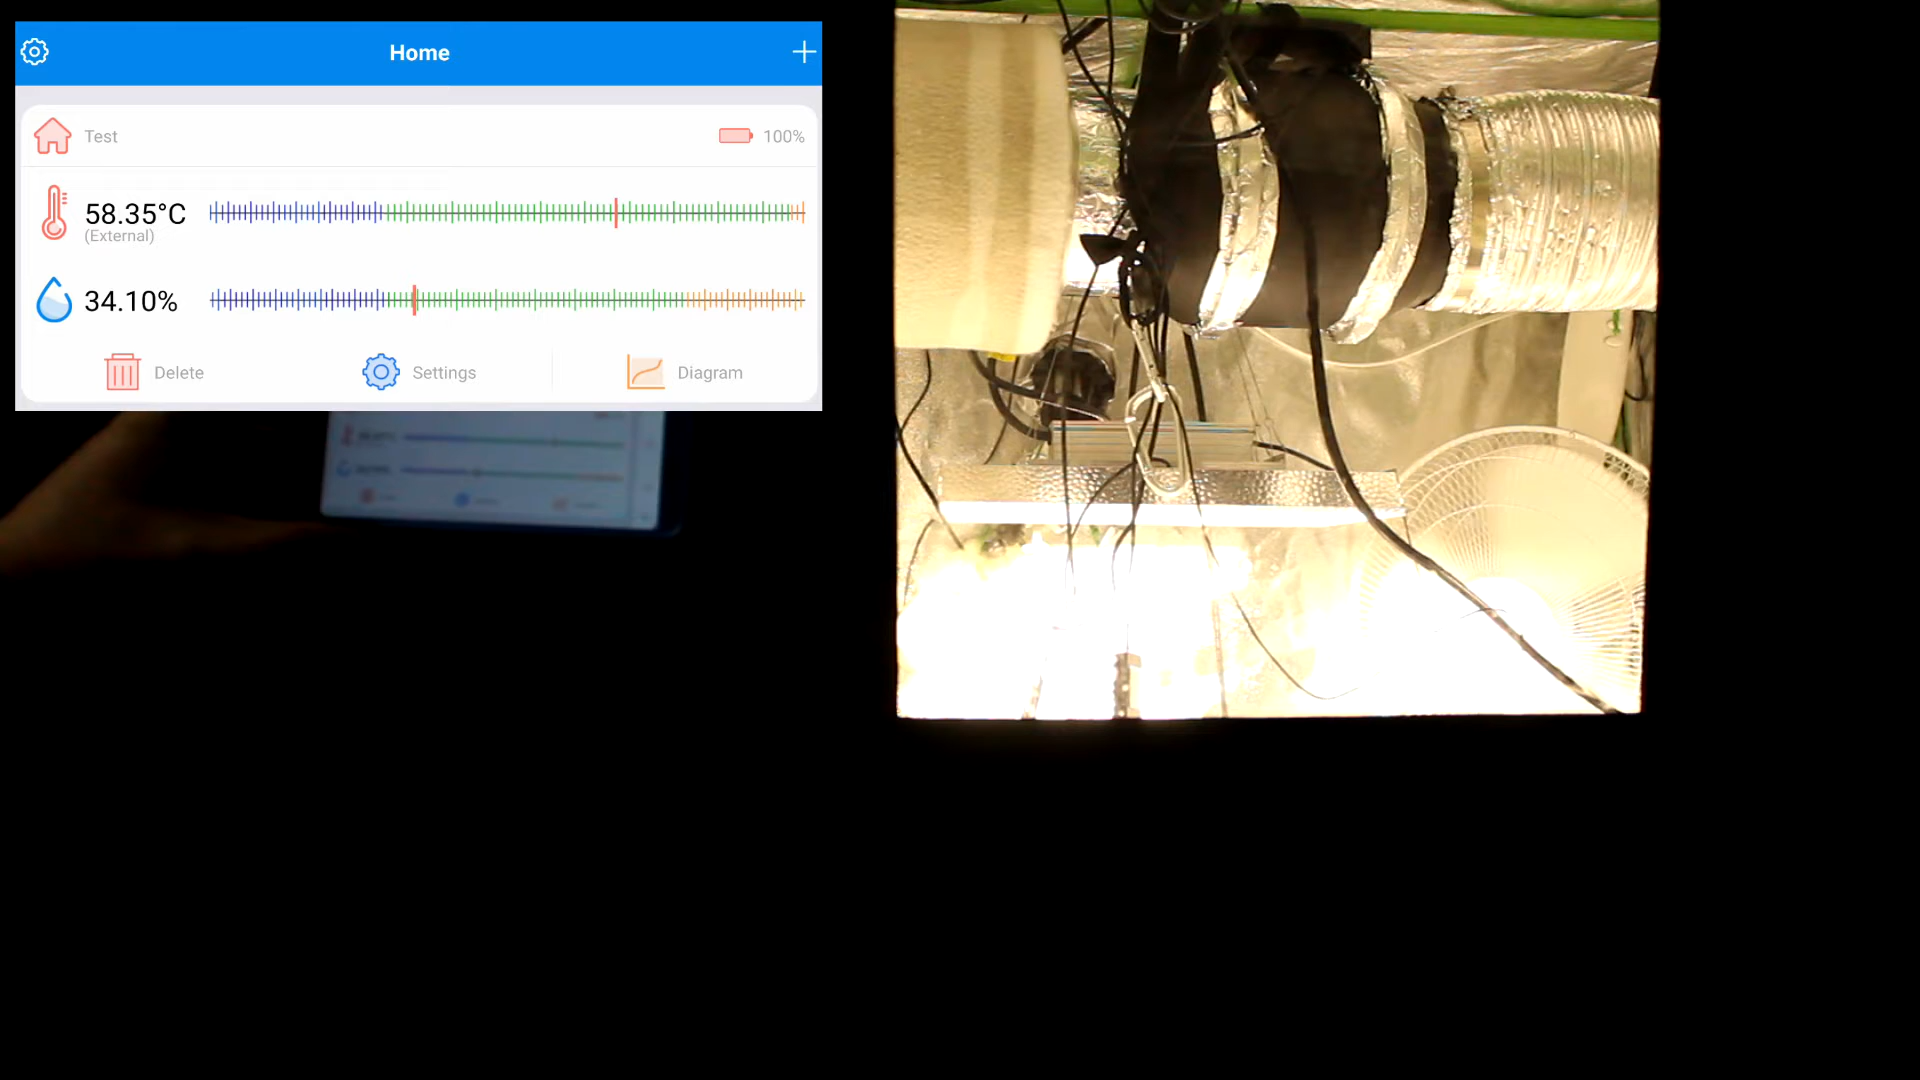 Home
Test
100%
58.35°C
(External)
34.10%
Delete
Settings
Diagram